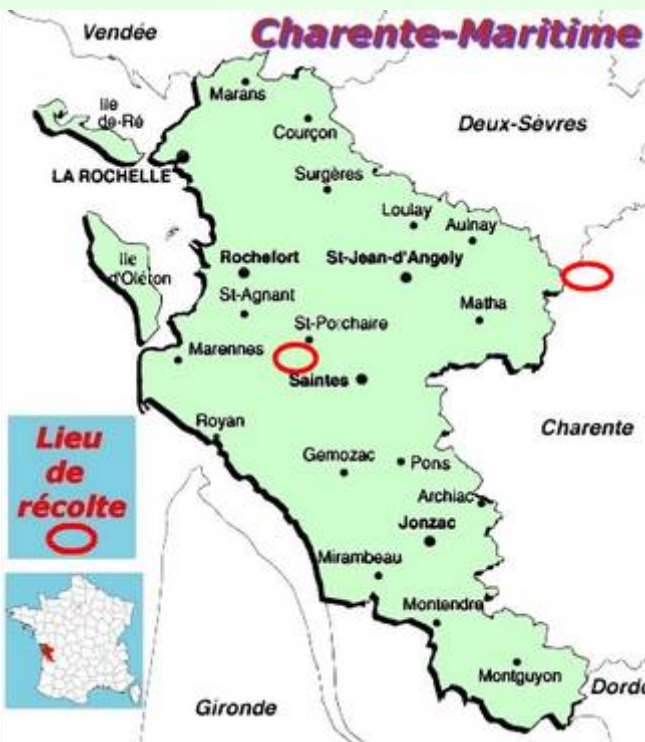 Charente-Maritime
Vendée
Marans
Ile
de-Ré
Courçon
Deux-Sèvres
LA ROCHELLE
Surgères
Loulay
Aulnay
Ile
d'Oléron
Rochefort
St-Jean-d'Angely
St-Agnant
Matha
St-Porchaire
Marennes
Saintes
Royan
Charente
Lieu
de
récolte
Gemozac
Pons
Archiac
Jonzac
Mirambeau
Montendre
Montguyon
Dordo
Gironde